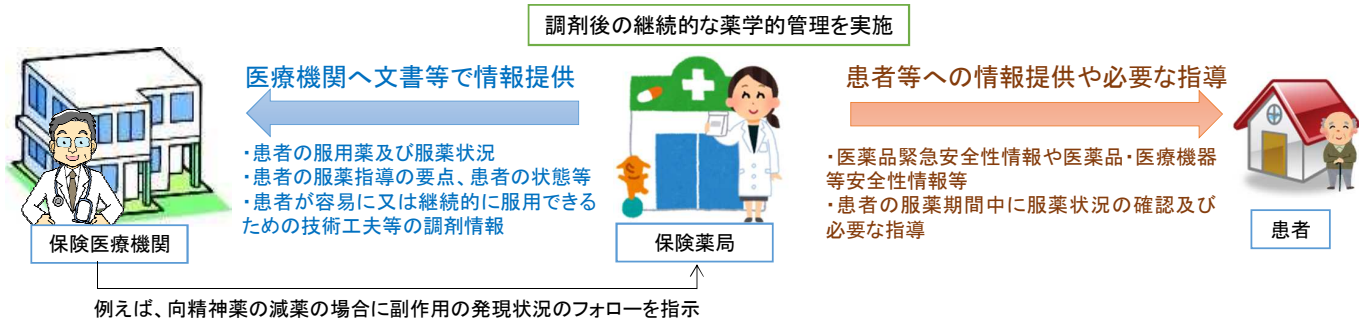 調剤後の継続的な薬学的管理を実施
医療機関へ文書等で情報提供
・患者の服用薬及び服薬状況
・患者の服薬指導の要点、患者の状態等
・患者が容易に又は継続的に服用できる
ための技術工夫等の調剤情報
患者等への情報提供や必要な指導
・医薬品緊急安全性情報や医薬品・医療機器
等安全性情報等
・患者の服薬期間中に服薬状況の確認及び
必要な指導
保険医療機関
保険薬局
患者
例えば、向精神薬の減薬の場合に副作用の発現状況のフォローを指示